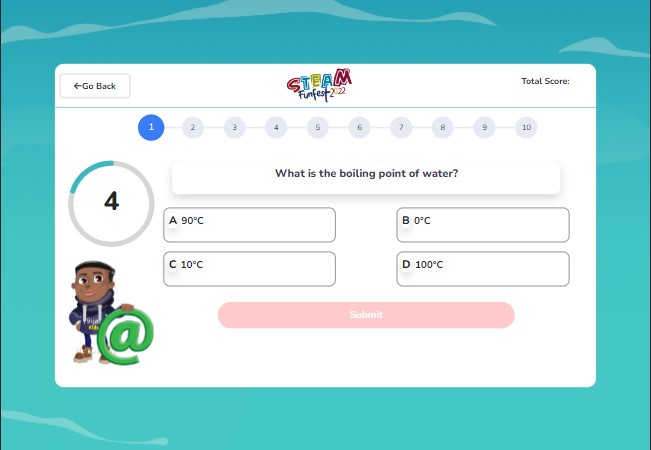 Go Back
STEAM
Funfest 2022
Total Score:
1 2 3 4 5 6 7 8 9 10
4
What is the boiling point of water?
A 90°C
B 0°C
C 10°C
D 100°C
Submit
@